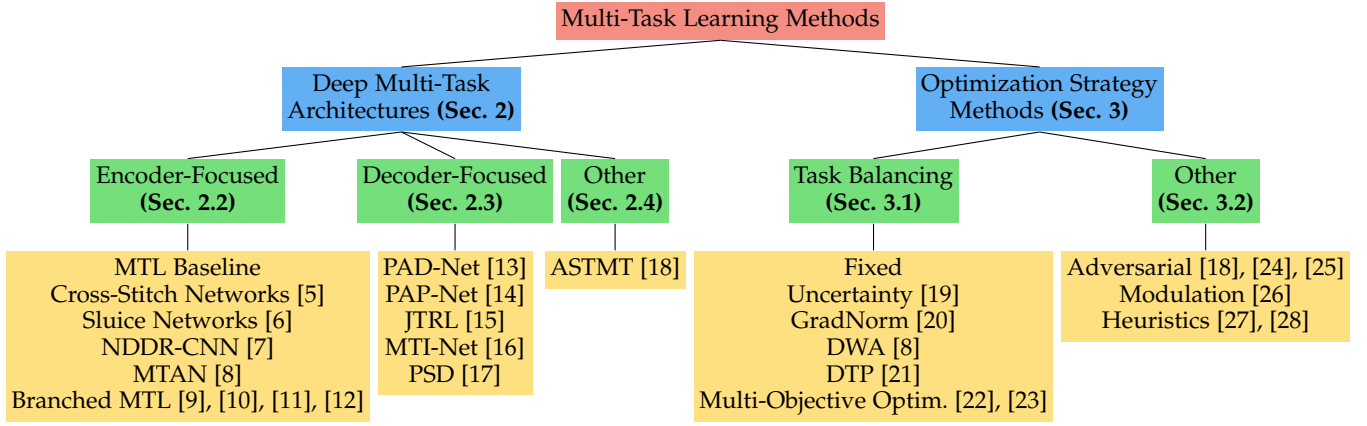 Multi-Task Learning Methods
Deep Multi-Task
Architectures (Sec. 2)
Optimization Strategy
Methods (Sec. 3)
Encoder-Focused
(Sec. 2.2)
Decoder-Focused
(Sec. 2.3)
Other
(Sec. 2.4)
Task Balancing
(Sec. 3.1)
Other
(Sec. 3.2)
MTL Baseline
Cross-Stitch Networks [5]
Sluice Networks [6]
NDDR-CNN [7]
MTAN [8]
Branched MTL [9], [10], [11], [12]
PAD-Net [13]
PAP-Net [14]
JTRL [15]
MTI-Net [16]
PSD [17]
ASTMT [18]
Fixed
Uncertainty [19]
GradNorm [20]
DWA [8]
DTP [21]
Multi-Objective Optim. [22], [23]
Adversarial [18], [24], [25]
Modulation [26]
Heuristics [27], [28]